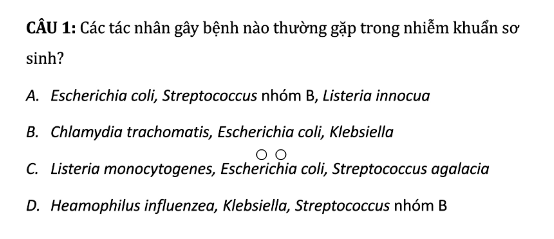 CÂU 1: Các tác nhân gây bệnh nào thường gặp trong nhiễm khuẩn sơ
sinh?
A. Escherichia coli, Streptococcus nhóm B, Listeria innocua
B. Chlamydia trachomatis, Escherichia coli, Klebsiella
C. Listeria monocytogenes, Escherichia coli, Streptococcus agalacia
D. Heamophilus influenzea, Klebsiella, Streptococcus nhóm B